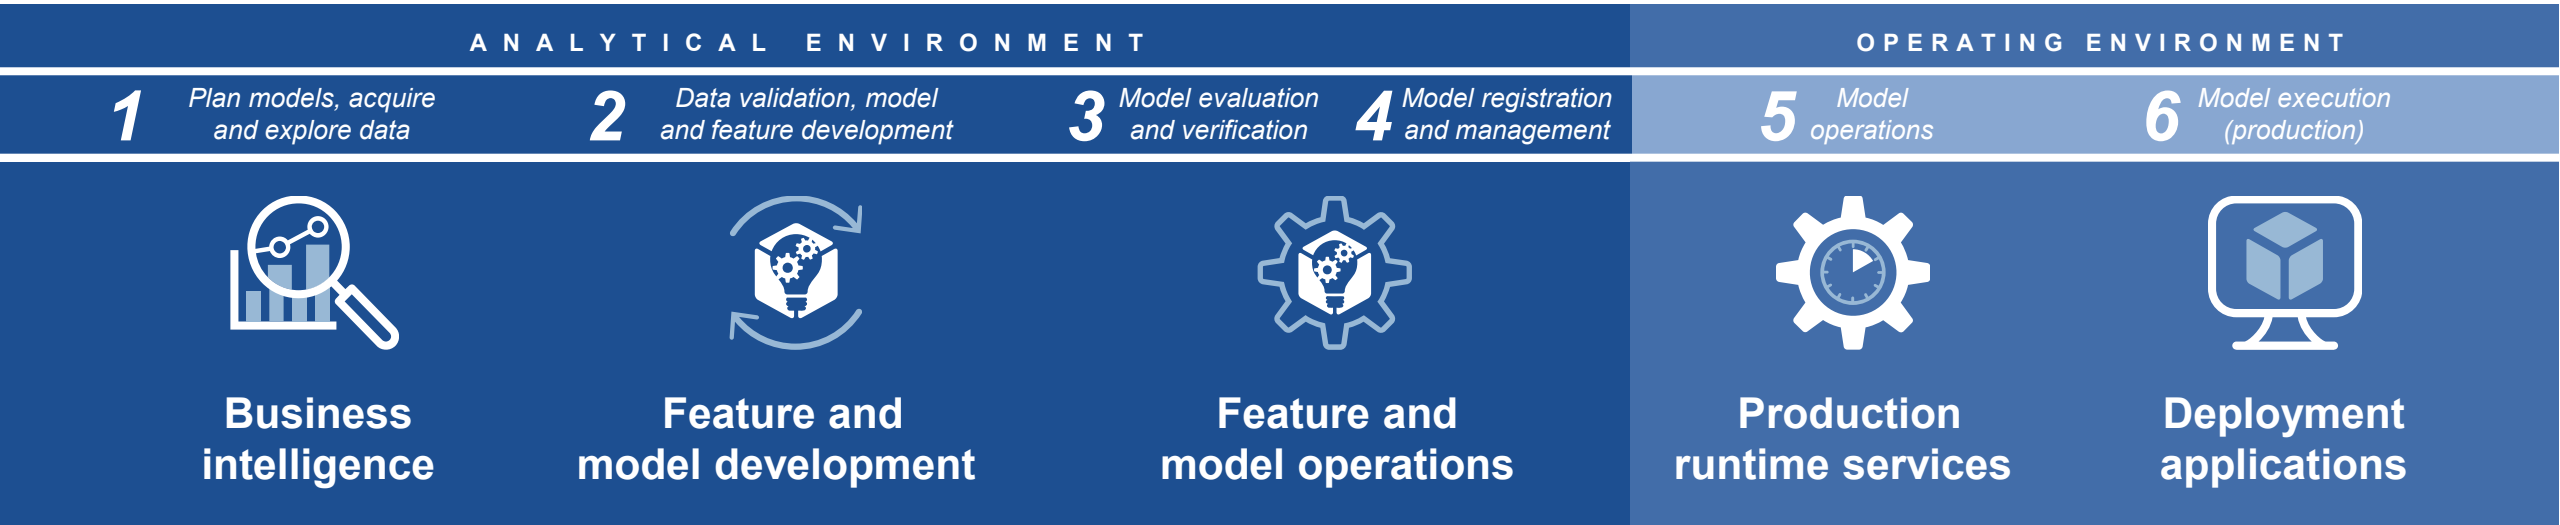 ANALYTICAL ENVIRONMENT
OPERATING ENVIRONMENT
1 Plan models, acquire
and explore data
2 Data validation, model
and feature development
3 Model evaluation
and verification
4 Model registration
and management
5 Model
operations
6 Model execution
(production)
Business
intelligence
Feature and
model development
Feature and
model operations
Production
runtime services
Deployment
applications